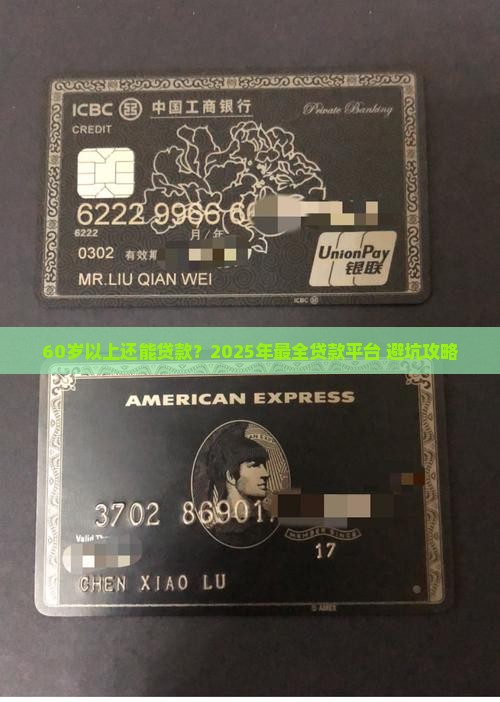 ICBC 中国工商银行 Private Banking
CREDIT
6222 9966 6
6222
月/年
0302 有效期
UnionPay
银联
MR.LIU QIAN WEI
ICBC
60岁以上还能贷款？2025年最全贷款平台 避坑攻略
AMERICAN EXPRESS
3702 86901
MEMBER SINCE
Valid
17
CHEN XIAO LU
© AMEX